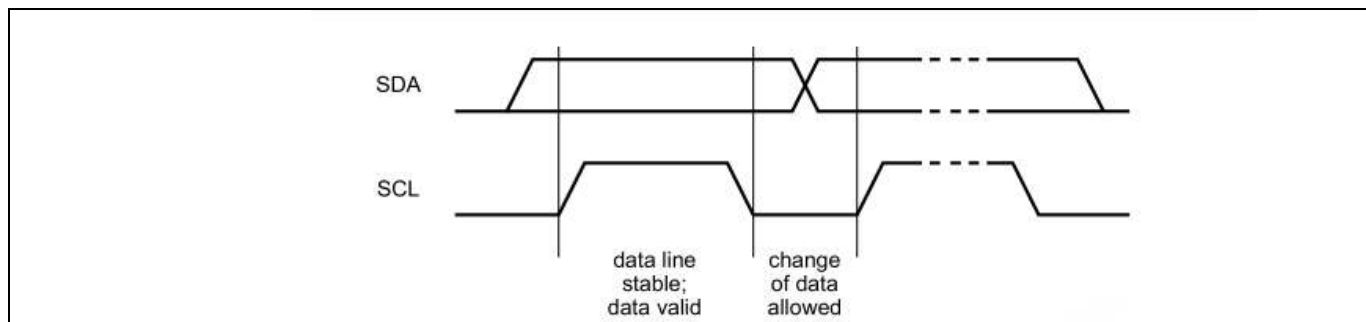 SDA
SCL
data line
stable;
data valid
change
of data
allowed